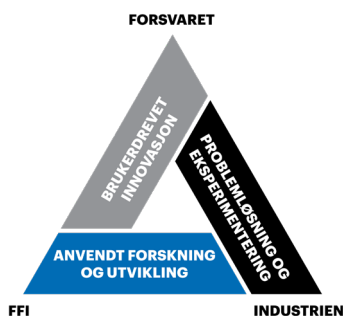 FORSVARET
BRUKERDREVET
INNOVASJON
PROBLEMLØSNING OG
EKSPERIMENTERING
ANVENDT FORSKNING
OG UTVIKLING
FFI
INDUSTRIEN